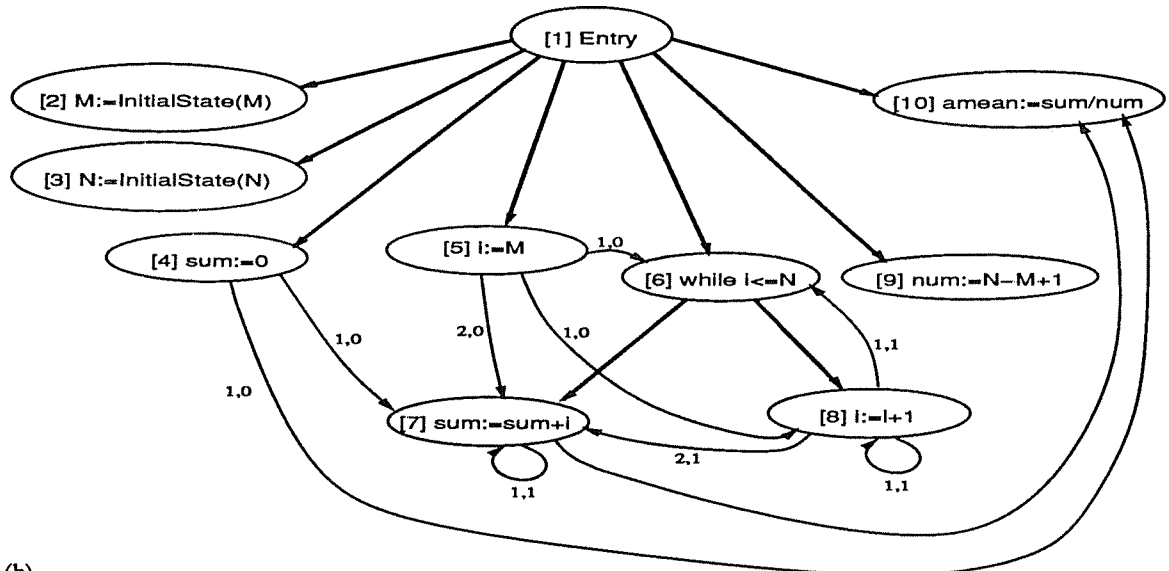 [1] Entry
[2] M:=InitialState(M)
[10] amean:=sum/num
[3] N:=InitialState(N)
[4] sum:=0
[5] i:=M
1,0
[6] while i<=N
[9] num:=N-M+1
1,0
2,0
1,0
1,1
1,0
[7] sum:=sum+i
[8] i:=i+1
2,1
1,1
1,1
(b)